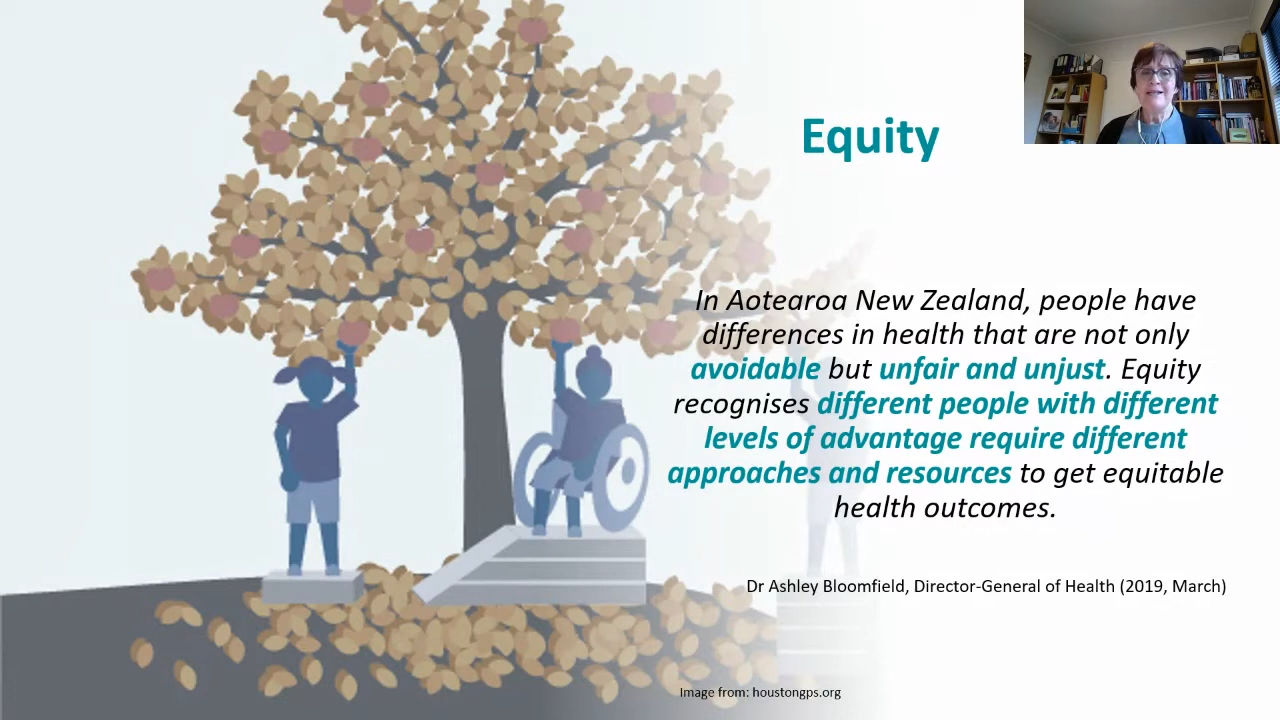 Equity
In Aotearoa New Zealand, people have
differences in health that are not only
avoidable but unfair and unjust. Equity
recognises different people with different
levels of advantage require different
approaches and resources to get equitable
health outcomes.
Dr Ashley Bloomfield, Director-General of Health (2019, March)
Image from: houstongps.org